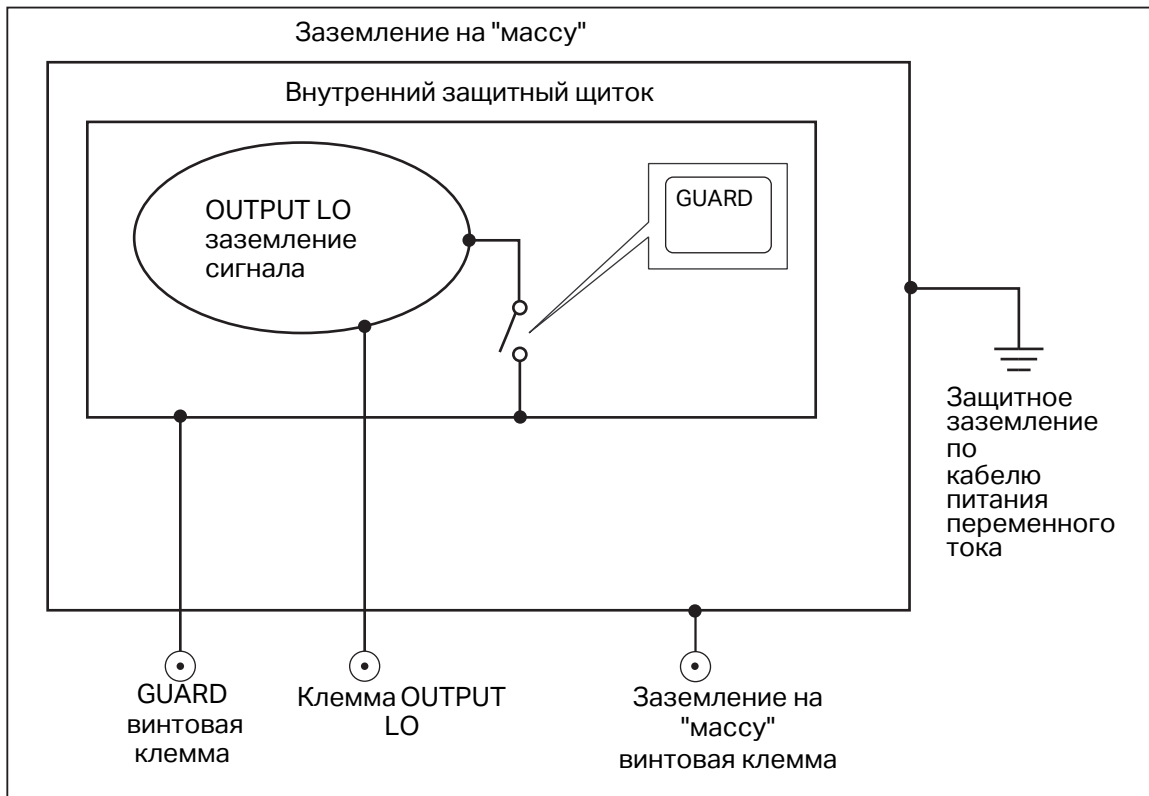 Заземление на "массу"
Внутренний защитный щиток
OUTPUT LO
заземление
сигнала
GUARD
Защитное
заземление
по
кабелю
питания
переменного
тока
GUARD
винтовая
клемма
Клемма OUTPUT
LO
Заземление на
"массу"
винтовая клемма